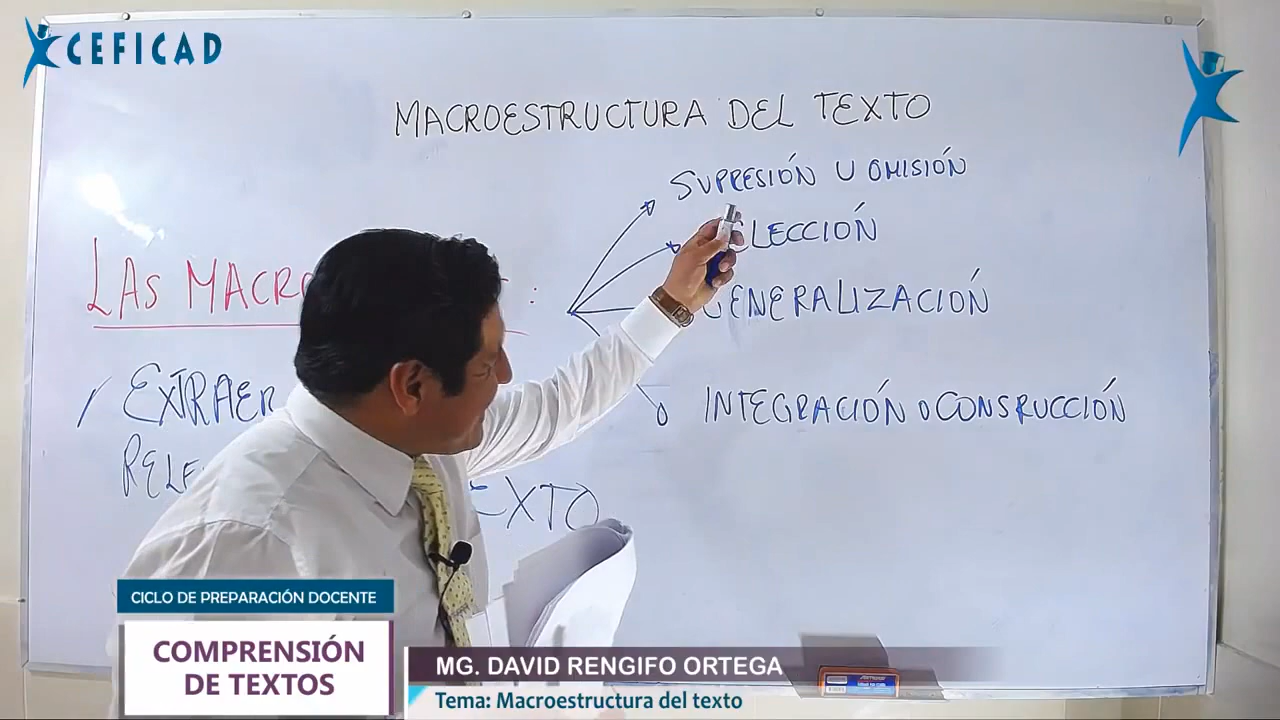 CEFICAD
MACROESTRUCTURA DEL TEXTO
SUPRESIÓN U OMISIÓN
LECCIÓN
LAS MACRO :
GENERALIZACIÓN
EXTRAER
INTEGRACIÓN O CONSRUCCIÓN
CICLO DE PREPARACIÓN DOCENTE
COMPRENSIÓN
DE TEXTOS
MG. DAVID RENGIFO ORTEGA
Tema: Macroestructura del texto